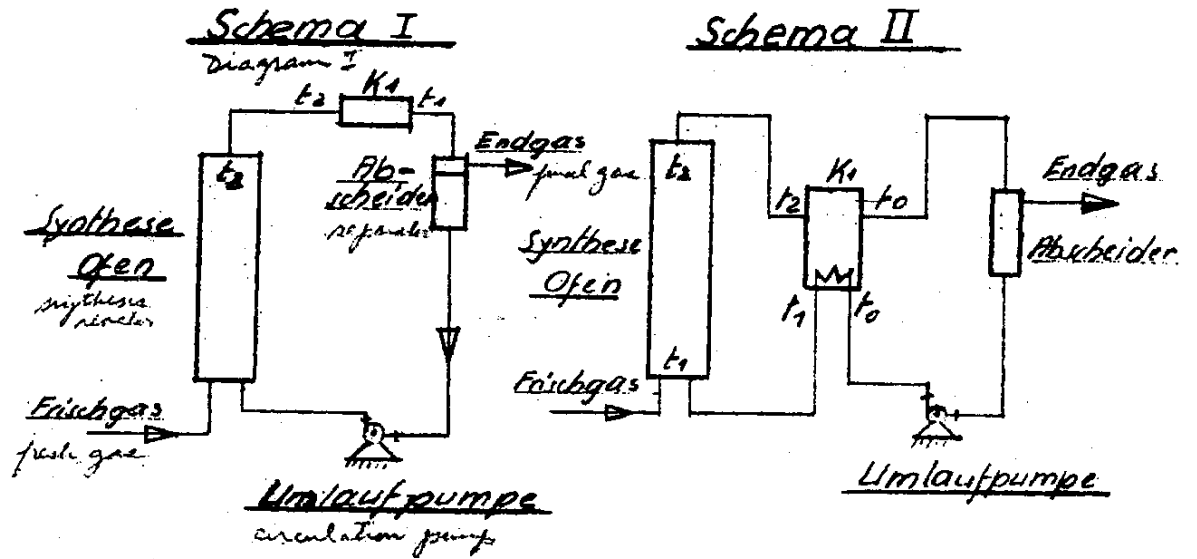 Schema I
Diagram I
t2
K1
t1
Endgas
final gas
Ab-
scheider
separator
t2
Synthese
Ofen
synthesis
reactor
Frischgas
fresh gas
Umlaufpumpe
circulation pump
Schema II
t2
K1
t2
t0
Endgas
Abscheider
Synthese
Ofen
t1
t0
t1
Frischgas
Umlaufpumpe